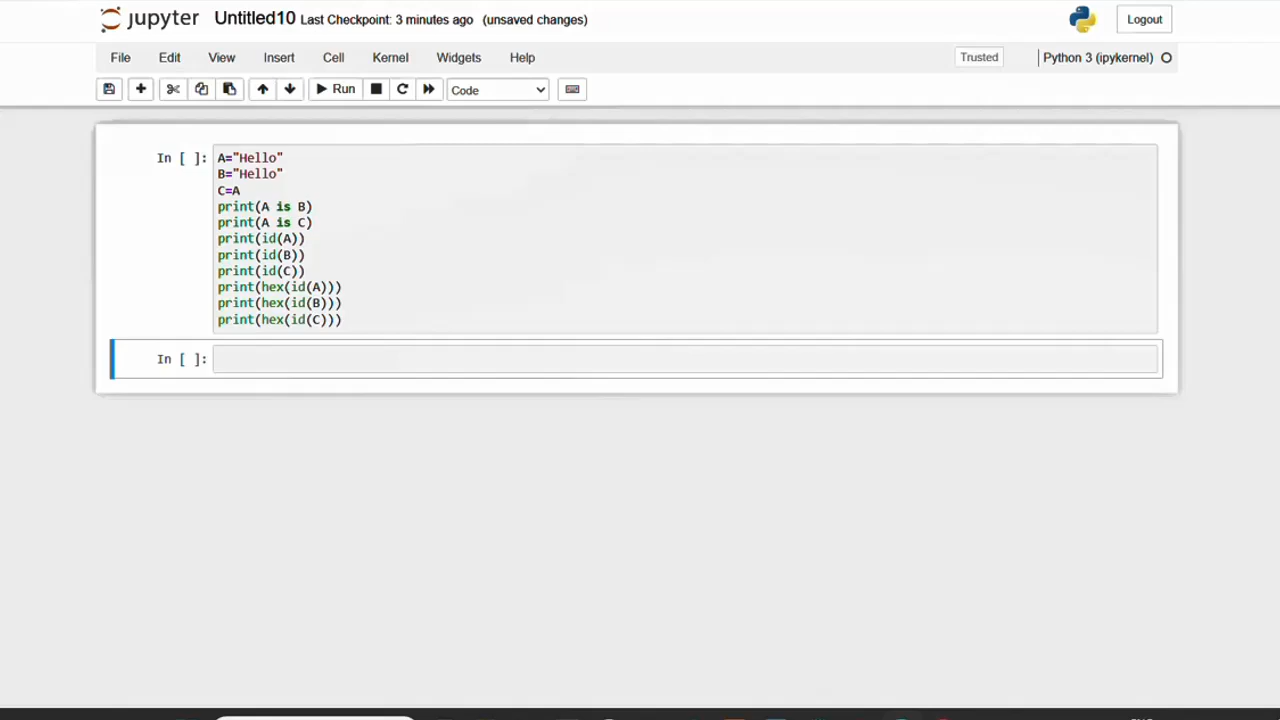 jupyter Untitled10 Last Checkpoint: 3 minutes ago (unsaved changes) Logout
File Edit View Insert Cell Kernel Widgets Help Trusted Python 3 (ipykernel)
Run Code
In [ ]: A="Hello"
B="Hello"
C=A
print(A is B)
print(A is C)
print(id(A))
print(id(B))
print(id(C))
print(hex(id(A)))
print(hex(id(B)))
print(hex(id(C)))
In [ ]: